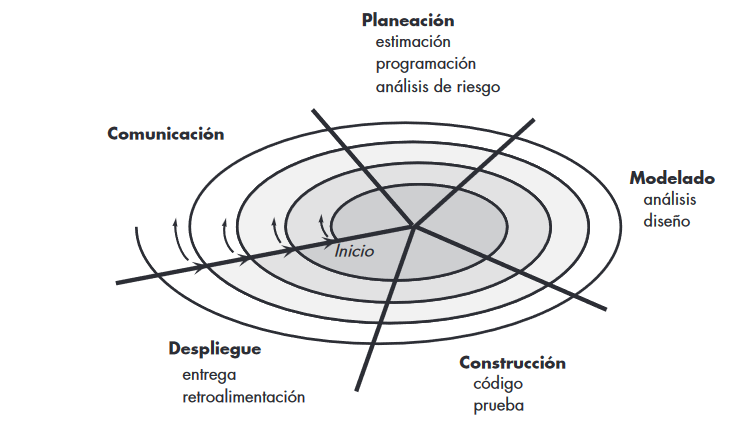 Planeación
estimación
programación
análisis de riesgo
Comunicación
Modelado
análisis
diseño
Inicio
Despliegue
entrega
retroalimentación
Construcción
código
prueba